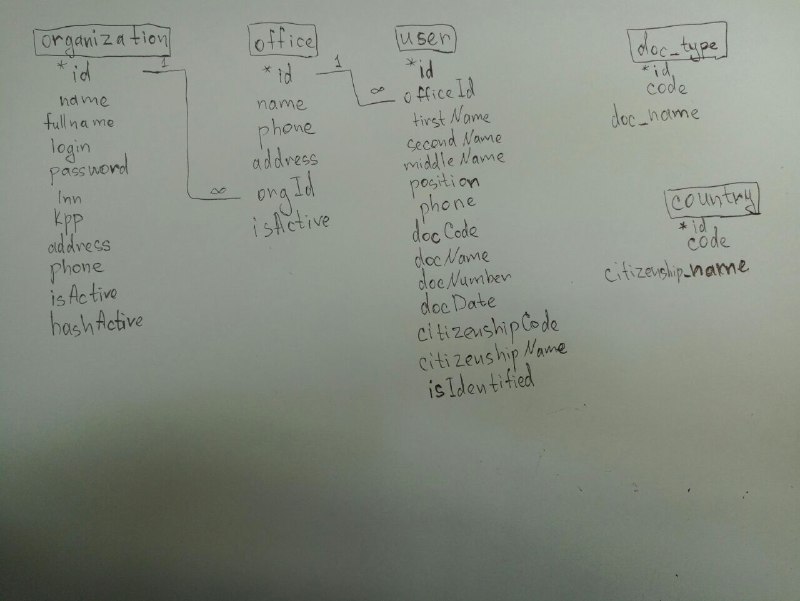 organization
*id
name
fullname
login
password
Inn
kpp
address
phone
isActive
hashActive
1
∞
office
*id
name
phone
address
orgId
isActive
1
∞
user
*id
officeId
firstName
secondName
middleName
position
phone
docCode
docName
docNumber
docDate
citizenshipCode
citizenshipName
isIdentified
doc_type
*id
code
doc_name
country
*id
code
citizenship_name